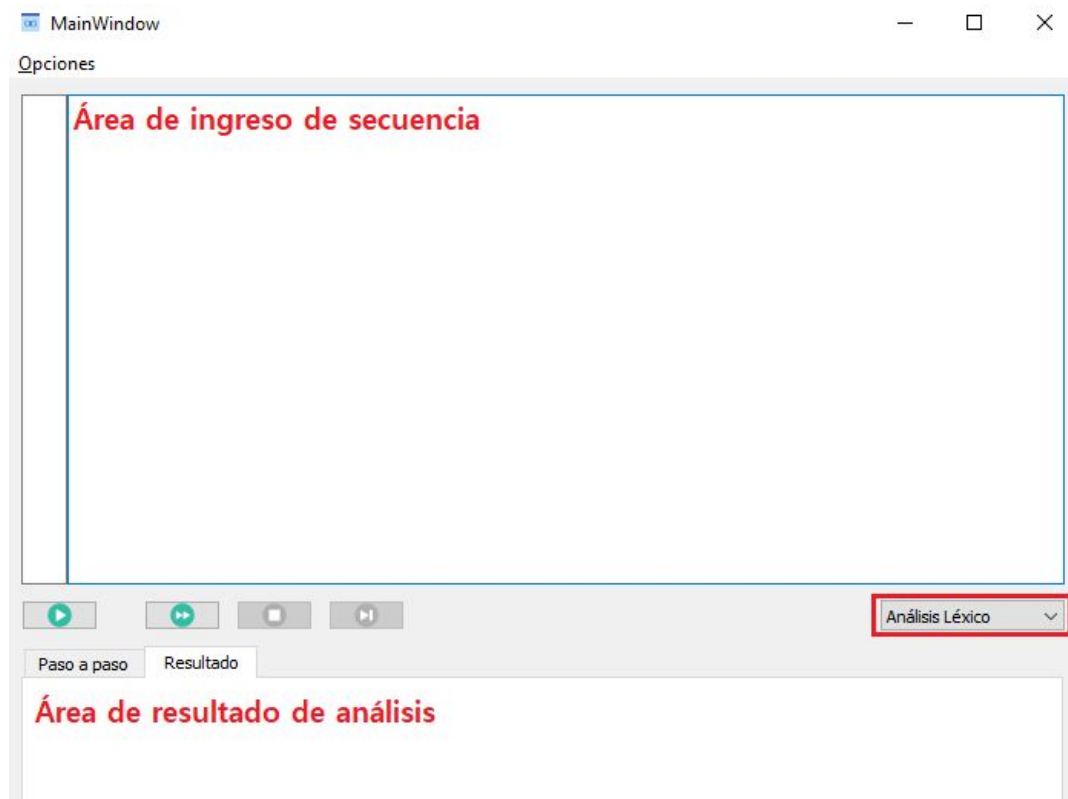 MainWindow
Opciones
Área de ingreso de secuencia
Análisis Léxico
Paso a paso
Resultado
Área de resultado de análisis